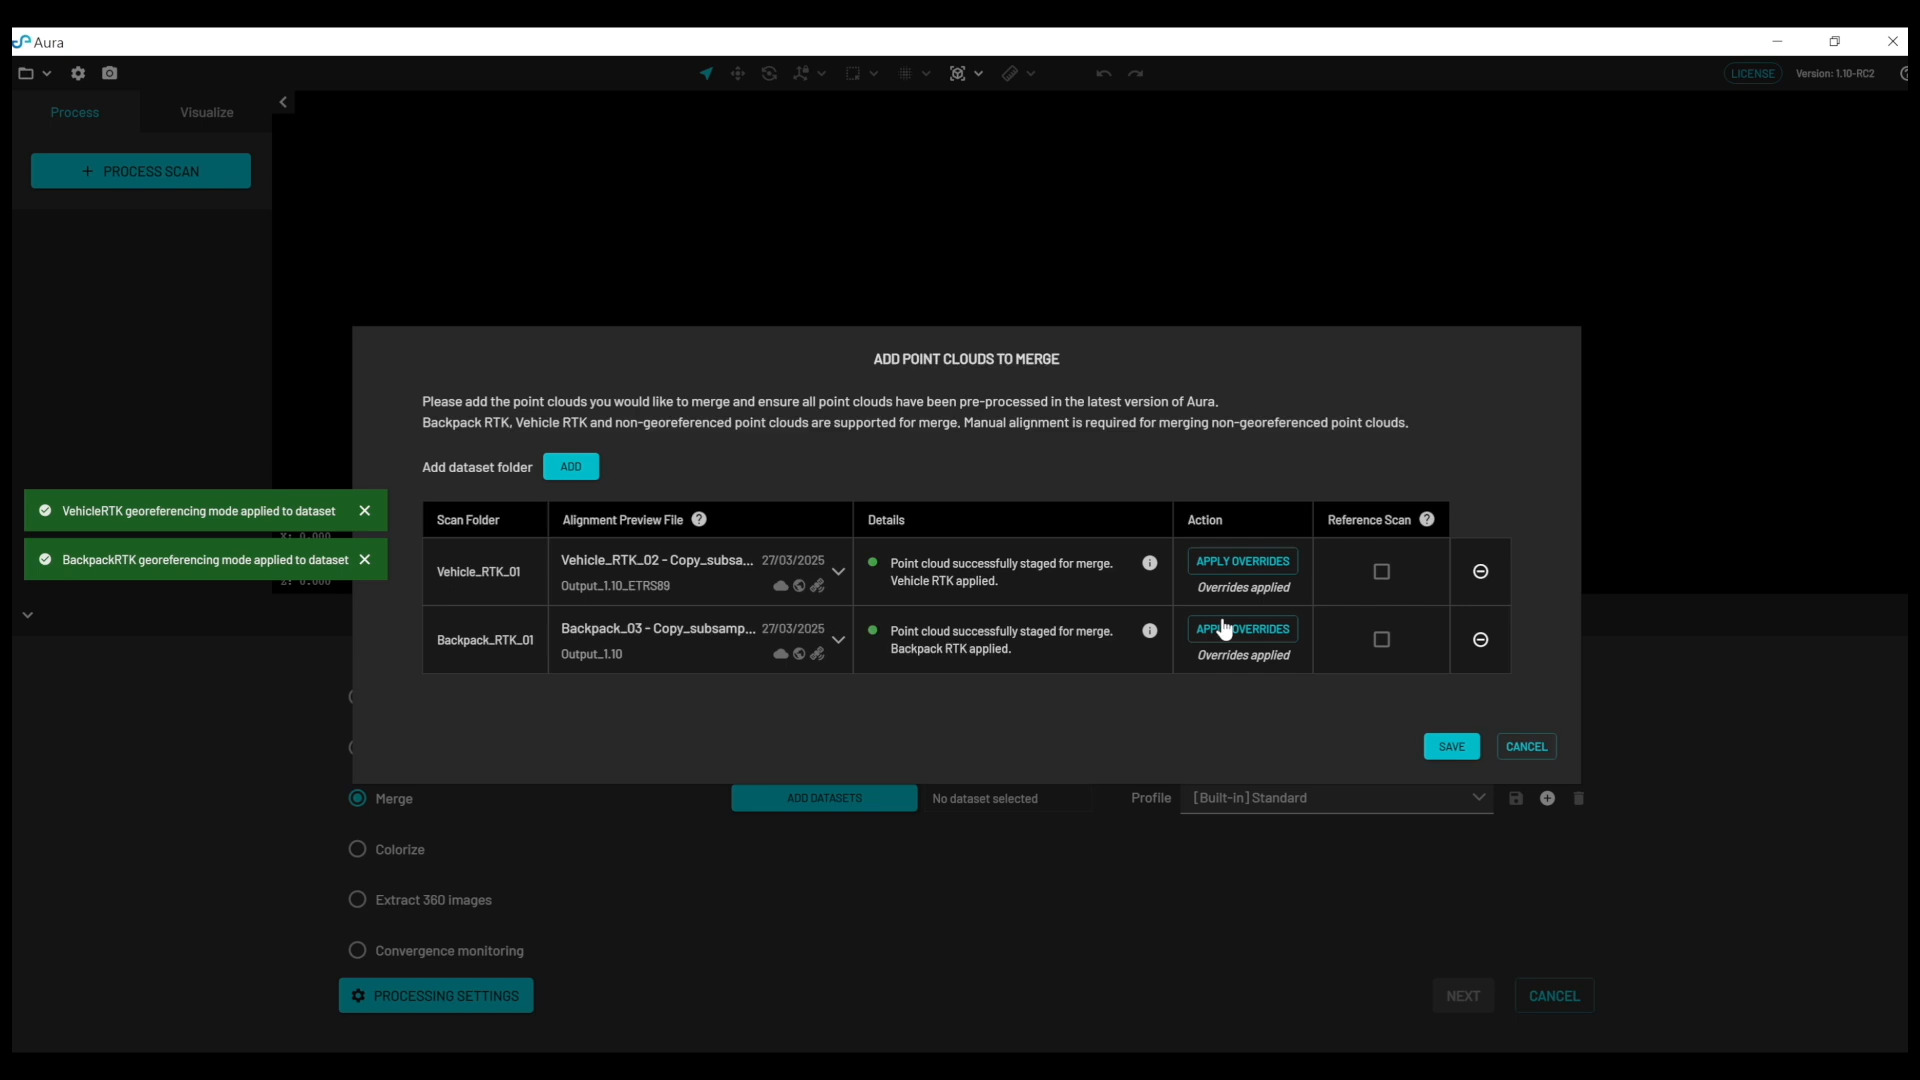 Aura
LICENSE
Version: 1.10-RC2
Process
Visualize
+ PROCESS SCAN
ADD POINT CLOUDS TO MERGE
Please add the point clouds you would like to merge and ensure all point clouds have been pre-processed in the latest version of Aura.
Backpack RTK, Vehicle RTK and non-georeferenced point clouds are supported for merge. Manual alignment is required for merging non-georeferenced point clouds.
Add dataset folder
ADD
VehicleRTK georeferencing mode applied to dataset
X: 0.000
BackpackRTK georeferencing mode applied to dataset
Z: 0.000
Scan Folder
Alignment Preview File
Details
Action
Reference Scan
Vehicle_RTK_01
Vehicle_RTK_02 - Copy_subsa...
27/03/2025
Output_1.10_ETRS89
Point cloud successfully staged for merge.
Vehicle RTK applied.
APPLY OVERRIDES
Overrides applied
Backpack_RTK_01
Backpack_03 - Copy_subsamp...
27/03/2025
Output_1.10
Point cloud successfully staged for merge.
Backpack RTK applied.
OVERRIDES
Overrides applied
SAVE
CANCEL
Merge
ADD DATASETS
No dataset selected
Profile
[Built-in] Standard
Colorize
Extract 360 images
Convergence monitoring
PROCESSING SETTINGS
NEXT
CANCEL